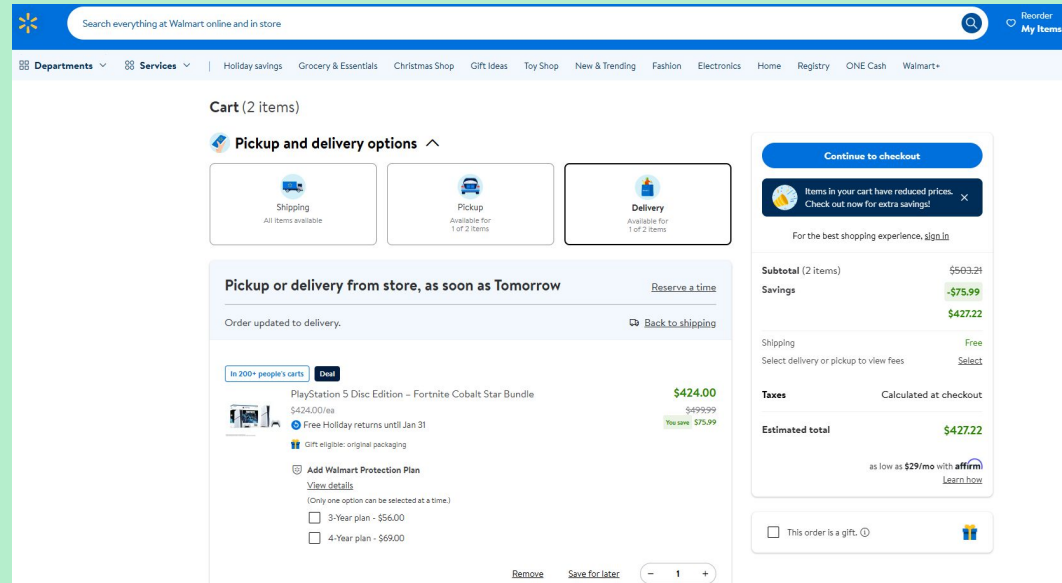 Search everything at Walmart online and in store
Reorder
My Items
Departments
Services
Holiday savings
Grocery & Essentials
Christmas Shop
Gift Ideas
Toy Shop
New & Trending
Fashion
Electronics
Home
Registry
ONE Cash
Walmart+
Cart (2 items)
Pickup and delivery options
Shipping
All items available
Pickup
Available for
1 of 2 items
Delivery
Available for
1 of 2 items
Pickup or delivery from store, as soon as Tomorrow
Reserve a time
Order updated to delivery.
Back to shipping
In 200+ people's carts
Deal
PlayStation 5 Disc Edition – Fortnite Cobalt Star Bundle
$424.00
$424.00/ea
$499.99
Free Holiday returns until Jan 31
You save $75.99
Gift eligible: original packaging
Add Walmart Protection Plan
View details
(Only one option can be selected at a time.)
3-Year plan - $56.00
4-Year plan - $69.00
Remove
Save for later
- 1 +
Continue to checkout
Items in your cart have reduced prices.
Check out now for extra savings!
For the best shopping experience, sign in
Subtotal (2 items) $503.21
Savings -$75.99
$427.22
Shipping Free
Select delivery or pickup to view fees Select
Taxes Calculated at checkout
Estimated total $427.22
as low as $29/mo with affirm
Learn how
This order is a gift.